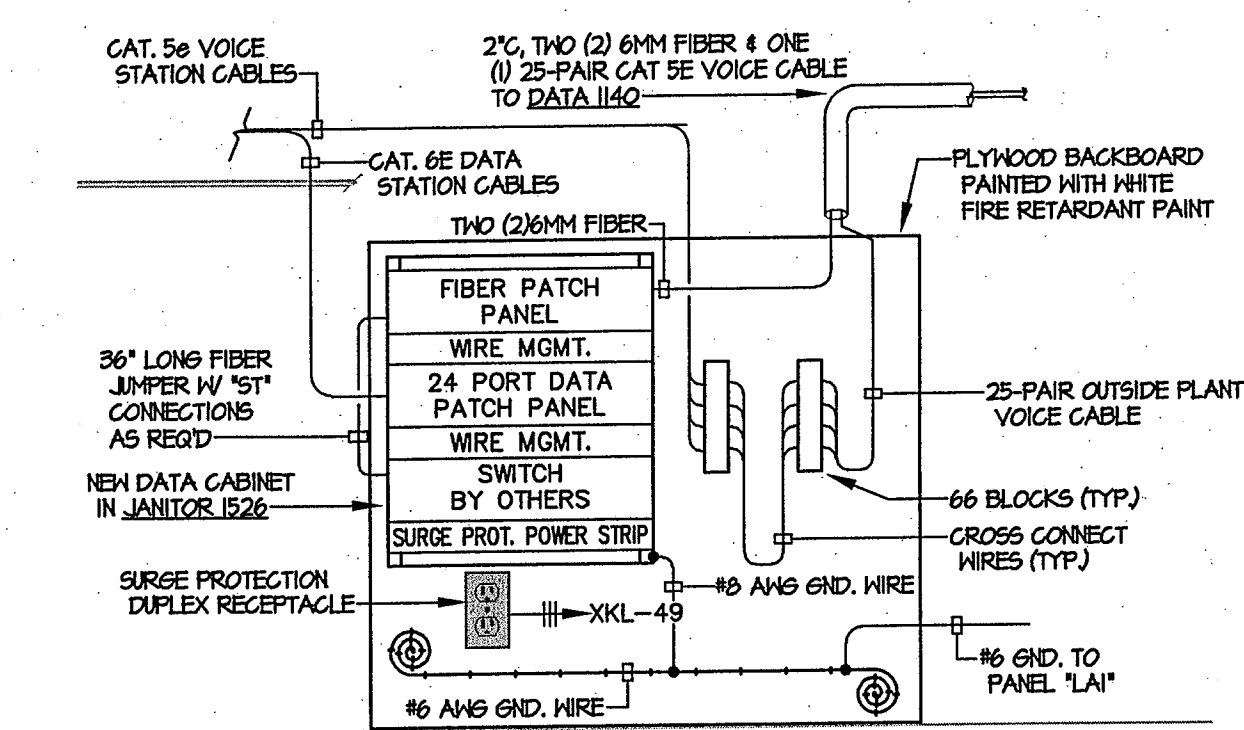 CAT. 5e VOICE
STATION CABLES
2"C, TWO (2) 6MM FIBER & ONE
(1) 25-PAIR CAT 5E VOICE CABLE
TO DATA 1140
CAT. 6E DATA
STATION CABLES
PLYWOOD BACKBOARD
PAINTED WITH WHITE
FIRE RETARDANT PAINT
TWO (2)6MM FIBER
FIBER PATCH
PANEL
WIRE MGMT.
24 PORT DATA
PATCH PANEL
WIRE MGMT.
SWITCH
BY OTHERS
SURGE PROT. POWER STRIP
36" LONG FIBER
JUMPER W/ "ST"
CONNECTIONS
AS REQ'D
25-PAIR OUTSIDE PLANT
VOICE CABLE
NEW DATA CABINET
IN JANITOR 1526
66 BLOCKS (TYP.)
CROSS CONNECT
WIRES (TYP.)
SURGE PROTECTION
DUPLEX RECEPTACLE
#8 AWG GND. WIRE
XKL-49
#6 GND. TO
PANEL "LA1"
#6 AWG GND. WIRE